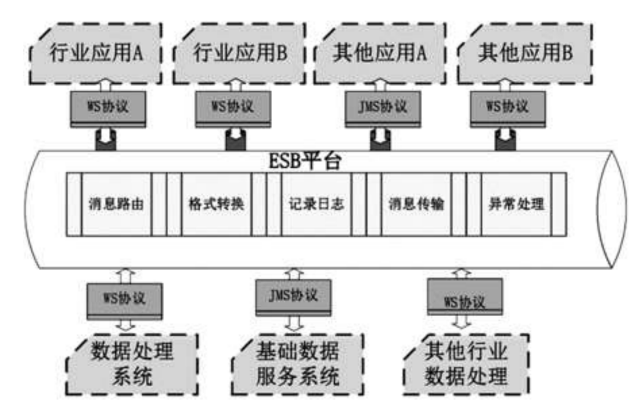 行业应用A
行业应用B
其他应用A
其他应用B
WS协议
WS协议
JMS协议
WS协议
ESB平台
消息路由
格式转换
记录日志
消息传输
异常处理
WS协议
JMS协议
WS协议
数据处理
系统
基础数据
服务系统
其他行业
数据处理